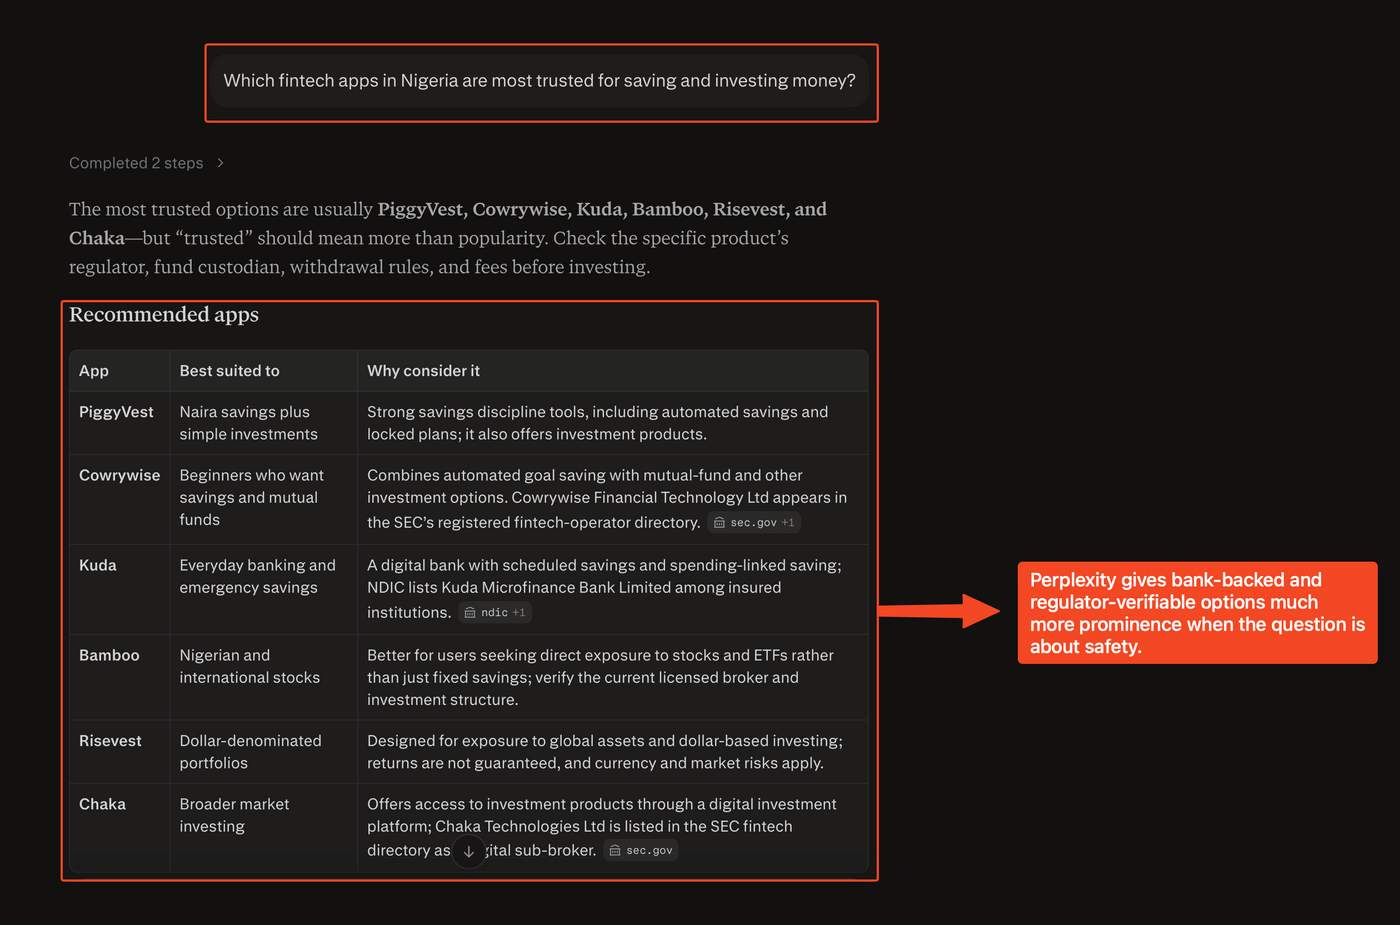 Which fintech apps in Nigeria are most trusted for saving and investing money?
Completed 2 steps
The most trusted options are usually PiggyVest, Cowrywise, Kuda, Bamboo, Risevest, and
Chaka—but “trusted” should mean more than popularity. Check the specific product’s
regulator, fund custodian, withdrawal rules, and fees before investing.
Recommended apps
App
Best suited to
Why consider it
PiggyVest
Naira savings plus
simple investments
Strong savings discipline tools, including automated savings and
locked plans; it also offers investment products.
Cowrywise
Beginners who want
savings and mutual
funds
Combines automated goal saving with mutual-fund and other
investment options. Cowrywise Financial Technology Ltd appears in
the SEC’s registered fintech-operator directory. sec.gov +1
Kuda
Everyday banking and
emergency savings
A digital bank with scheduled savings and spending-linked saving;
NDIC lists Kuda Microfinance Bank Limited among insured
institutions. ndic +1
Bamboo
Nigerian and
international stocks
Better for users seeking direct exposure to stocks and ETFs rather
than just fixed savings; verify the current licensed broker and
investment structure.
Risevest
Dollar-denominated
portfolios
Designed for exposure to global assets and dollar-based investing;
returns are not guaranteed, and currency and market risks apply.
Chaka
Broader market
investing
Offers access to investment products through a digital investment
platform; Chaka Technologies Ltd is listed in the SEC fintech
directory as gital sub-broker. sec.gov
Perplexity gives bank-backed and
regulator-verifiable options much
more prominence when the question is
about safety.